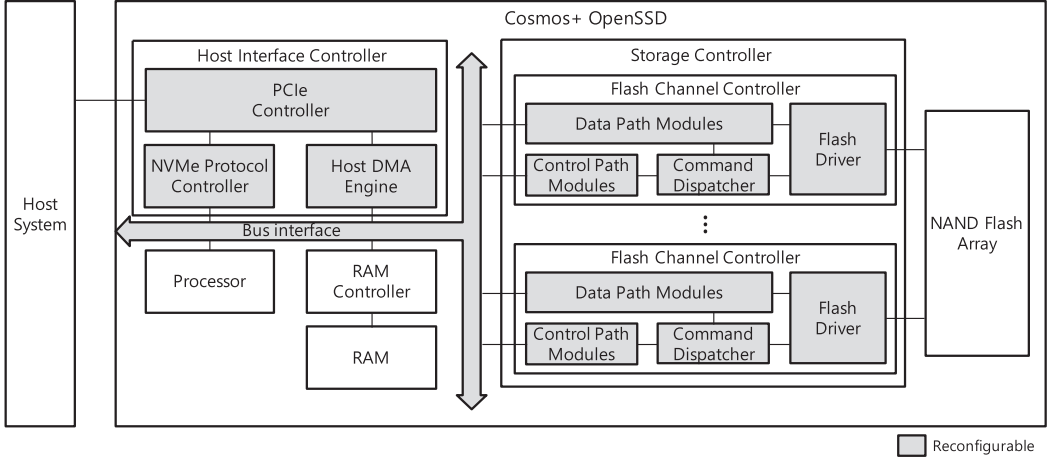 Cosmos+ OpenSSD
Host
System
Host Interface Controller
PCIe
Controller
NVMe Protocol
Controller
Host DMA
Engine
Bus interface
Processor
RAM
Controller
RAM
Storage Controller
Flash Channel Controller
Data Path Modules
Control Path
Modules
Command
Dispatcher
Flash
Driver
Flash Channel Controller
Data Path Modules
Control Path
Modules
Command
Dispatcher
Flash
Driver
NAND Flash
Array
Reconfigurable